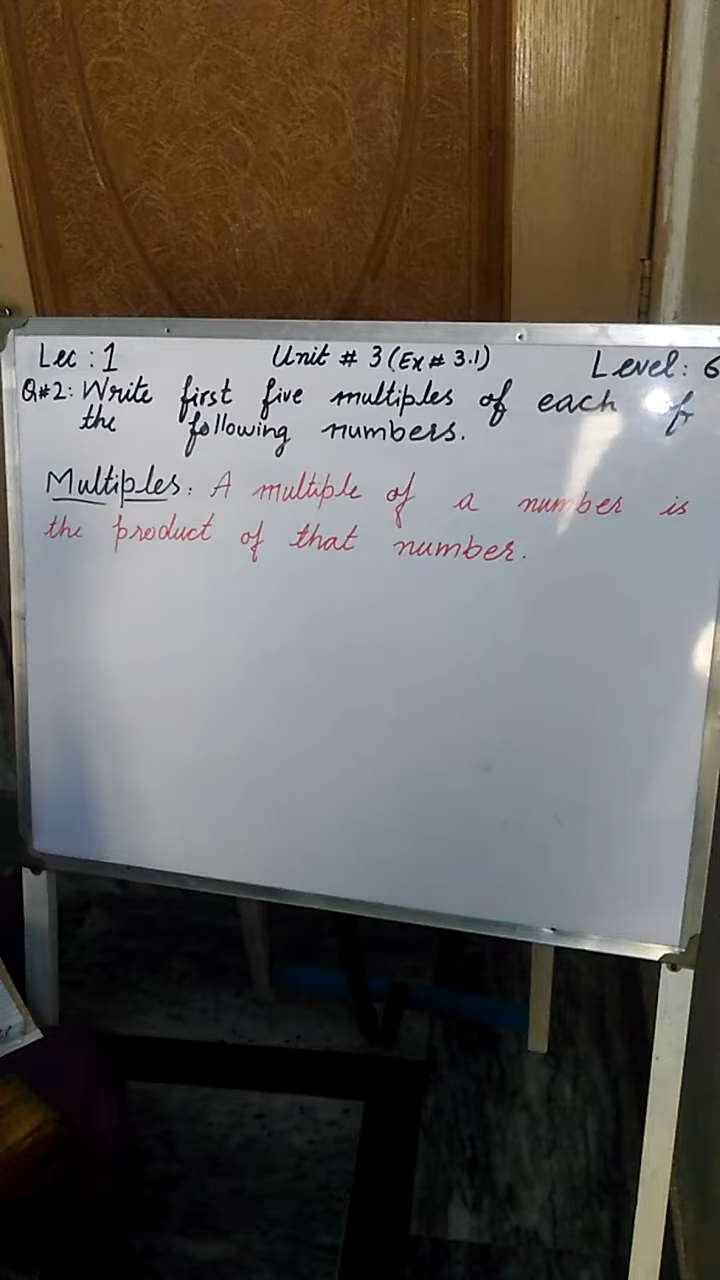 Lec : 1 Unit # 3 (Ex # 3.1) Level: 6
Q#2: Write first five multiples of each of
the following numbers.
Multiples: A multiple of a number is
the product of that number.